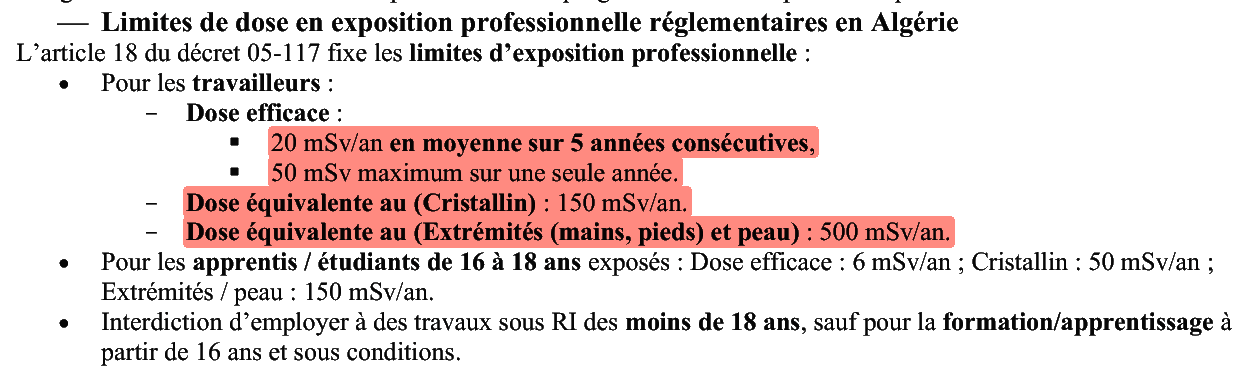 — Limites de dose en exposition professionnelle réglementaires en Algérie
L’article 18 du décret 05-117 fixe les limites d’exposition professionnelle :
• Pour les travailleurs :
− Dose efficace :
▪ 20 mSv/an en moyenne sur 5 années consécutives,
▪ 50 mSv maximum sur une seule année.
− Dose équivalente au (Cristallin) : 150 mSv/an.
− Dose équivalente au (Extrémités (mains, pieds) et peau) : 500 mSv/an.
• Pour les apprentis / étudiants de 16 à 18 ans exposés : Dose efficace : 6 mSv/an ; Cristallin : 50 mSv/an ;
Extrémités / peau : 150 mSv/an.
• Interdiction d’employer à des travaux sous RI des moins de 18 ans, sauf pour la formation/apprentissage à
partir de 16 ans et sous conditions.